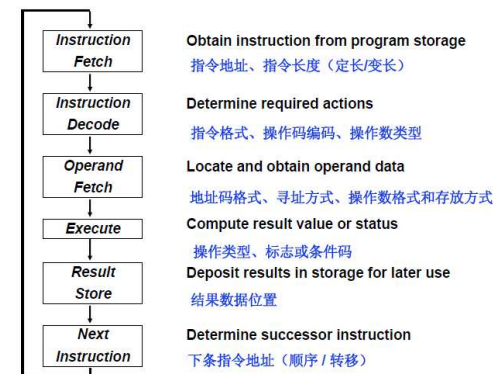 Instruction
Fetch
Obtain instruction from program storage
指令地址、指令长度（定长/变长）
Instruction
Decode
Determine required actions
指令格式、操作码编码、操作数类型
Operand
Fetch
Locate and obtain operand data
地址码格式、寻址方式、操作数格式和存放方式
Execute
Compute result value or status
操作类型、标志或条件码
Result
Store
Deposit results in storage for later use
结果数据位置
Next
Instruction
Determine successor instruction
下条指令地址（顺序 / 转移）